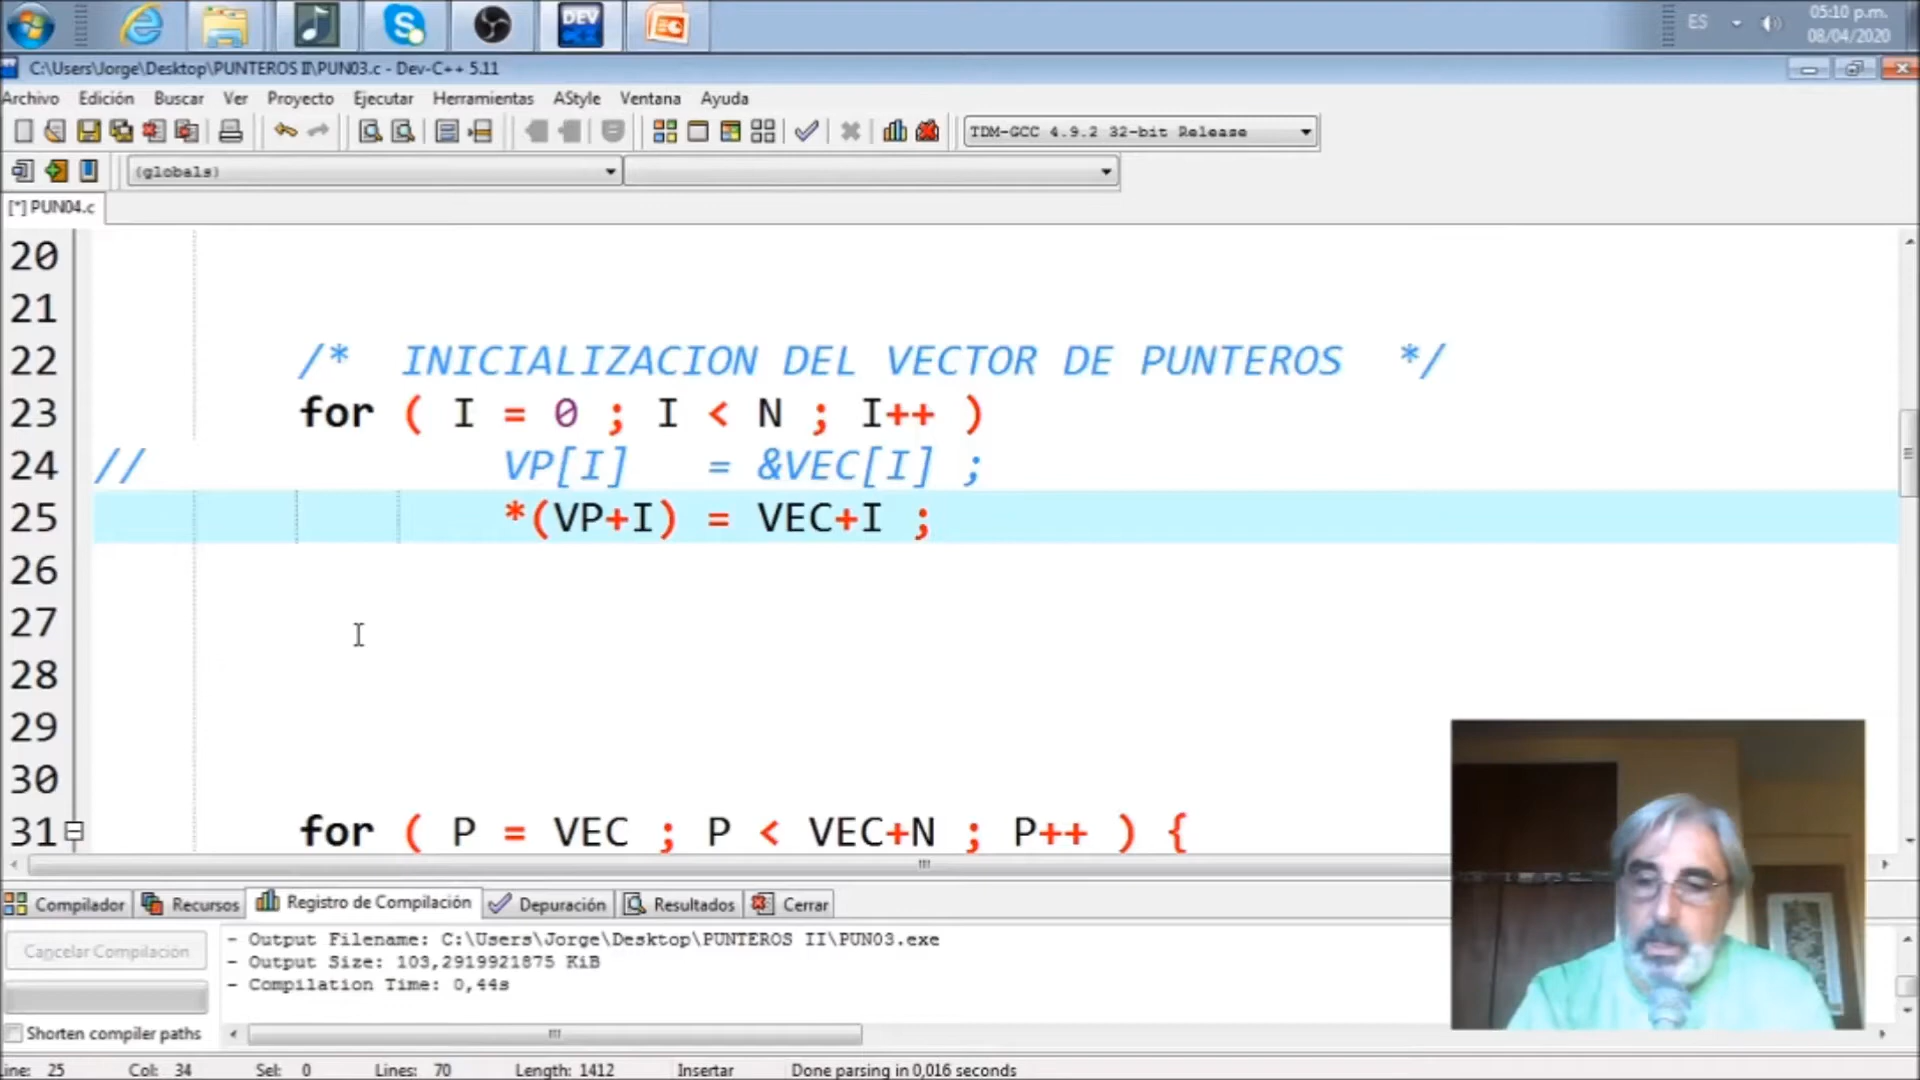 DEV
ES
05:10 p.m.
08/04/2020
C:\Users\Jorge\Desktop\PUNTEROS II\PUN03.c - Dev-C++ 5.11
Archivo Edición Buscar Ver Proyecto Ejecutar Herramientas AStyle Ventana Ayuda
TDM-GCC 4.9.2 32-bit Release
(globals)
[*] PUN04.c
20
21
22 /* INICIALIZACION DEL VECTOR DE PUNTEROS */
23 for ( I = 0 ; I < N ; I++ )
24 // VP[I] = &VEC[I] ;
25 *(VP+I) = VEC+I ;
26
27
28
29
30
31 for ( P = VEC ; P < VEC+N ; P++ ) {
Compilador Recursos Registro de Compilación Depuración Resultados Cerrar
Cancelar Compilación
- Output Filename: C:\Users\Jorge\Desktop\PUNTEROS II\PUN03.exe
- Output Size: 103,2919921875 KiB
- Compilation Time: 0,44s
Shorten compiler paths
ine: 25 Col: 34 Sel: 0 Lines: 70 Length: 1412 Insertar Done parsing in 0,016 seconds